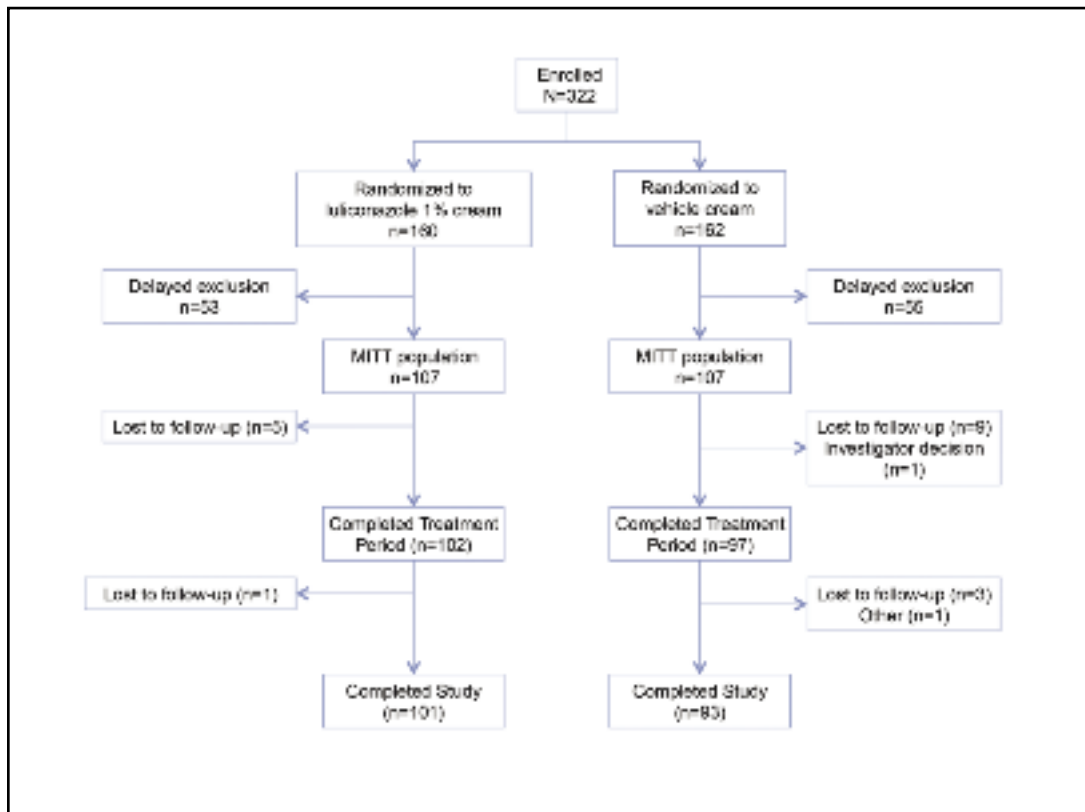 Enrolled
N=322
Randomized to
luliconazole 1% cream
n=160
Randomized to
vehicle cream
n=162
Delayed exclusion
n=53
Delayed exclusion
n=55
MITT population
n=107
MITT population
n=107
Lost to follow-up (n=5)
Lost to follow-up (n=9)
Investigator decision
(n=1)
Completed Treatment
Period (n=102)
Completed Treatment
Period (n=97)
Lost to follow-up (n=1)
Lost to follow-up (n=3)
Other (n=1)
Completed Study
(n=101)
Completed Study
(n=93)